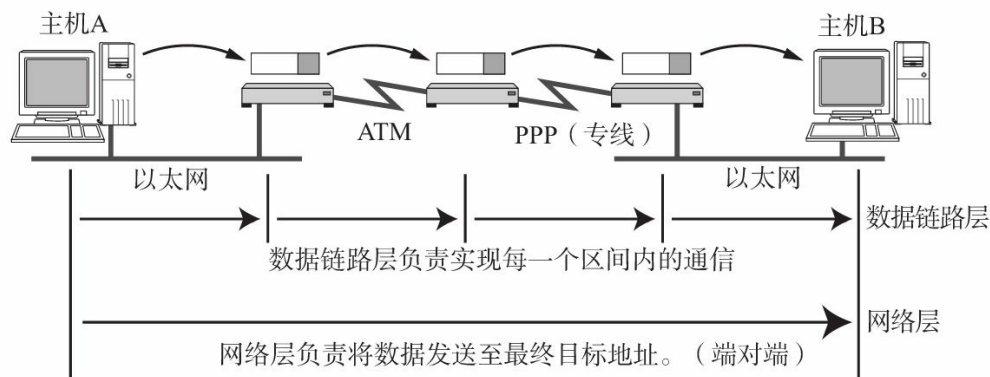 主机A
主机B
ATM
PPP（专线）
以太网
以太网
数据链路层
数据链路层负责实现每一个区间内的通信
网络层
网络层负责将数据发送至最终目标地址。（端对端）